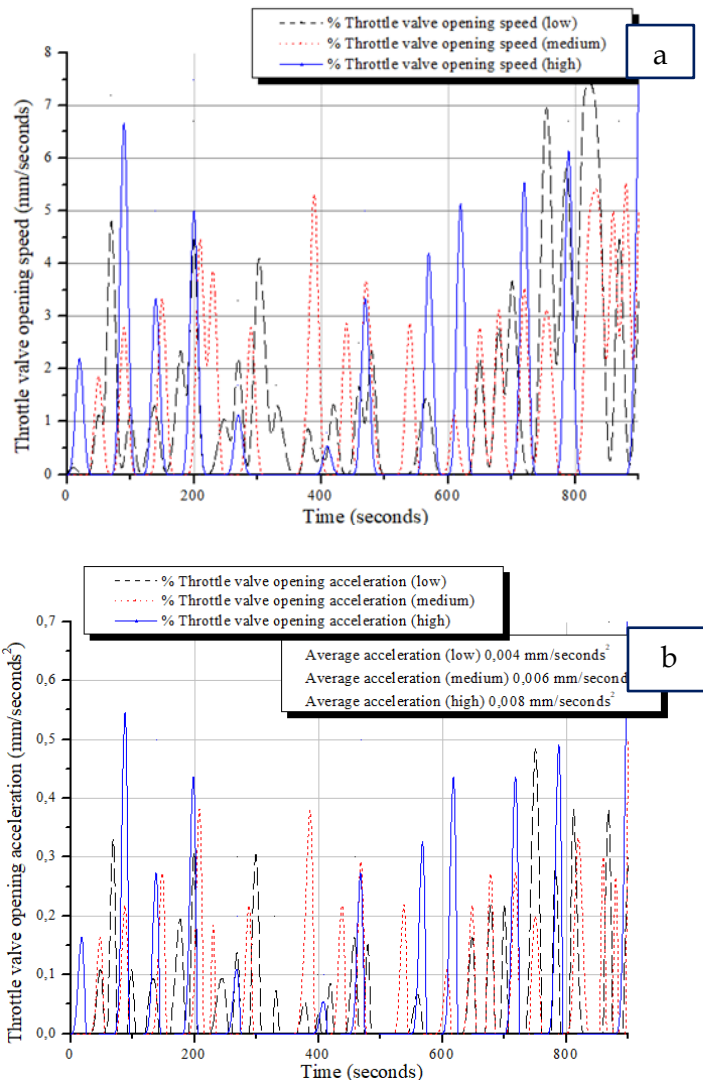 % Throttle valve opening speed (low)
% Throttle valve opening speed (medium)
% Throttle valve opening speed (high)
a
8
7
6
5
4
3
2
1
0
Throttle valve opening speed (mm/seconds)
0 200 400 600 800
Time (seconds)
% Throttle valve opening acceleration (low)
% Throttle valve opening acceleration (medium)
% Throttle valve opening acceleration (high)
b
Average acceleration (low) 0,004 mm/seconds²
Average acceleration (medium) 0,006 mm/second
Average acceleration (high) 0,008 mm/seconds²
0,7
0,6
0,5
0,4
0,3
0,2
0,1
0,0
Throttle valve opening acceleration (mm/seconds²)
0 200 400 600 800
Time (seconds)